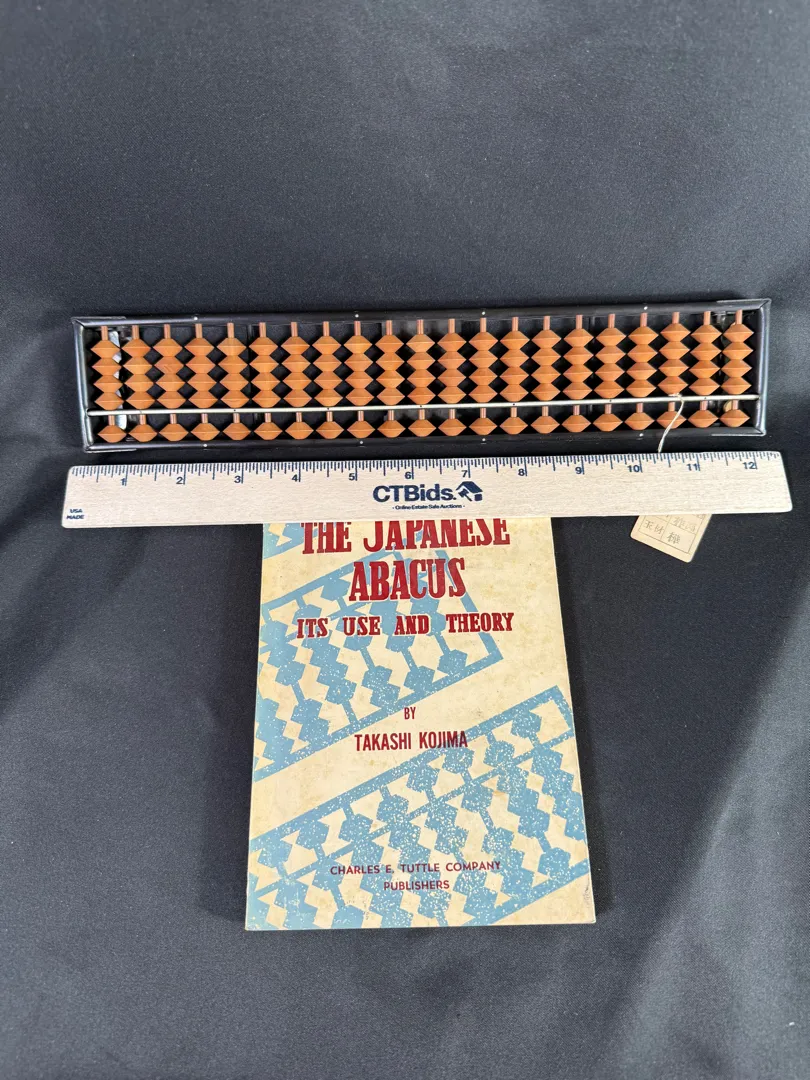 1 2 3 4 5 6 7 8 9 10 11 12
CTBids
- Online Estate Sale Auctions -
USA
MADE
THE JAPANESE
ABACUS
ITS USE AND THEORY
BY
TAKASHI KOJIMA
CHARLES E. TUTTLE COMPANY
PUBLISHERS